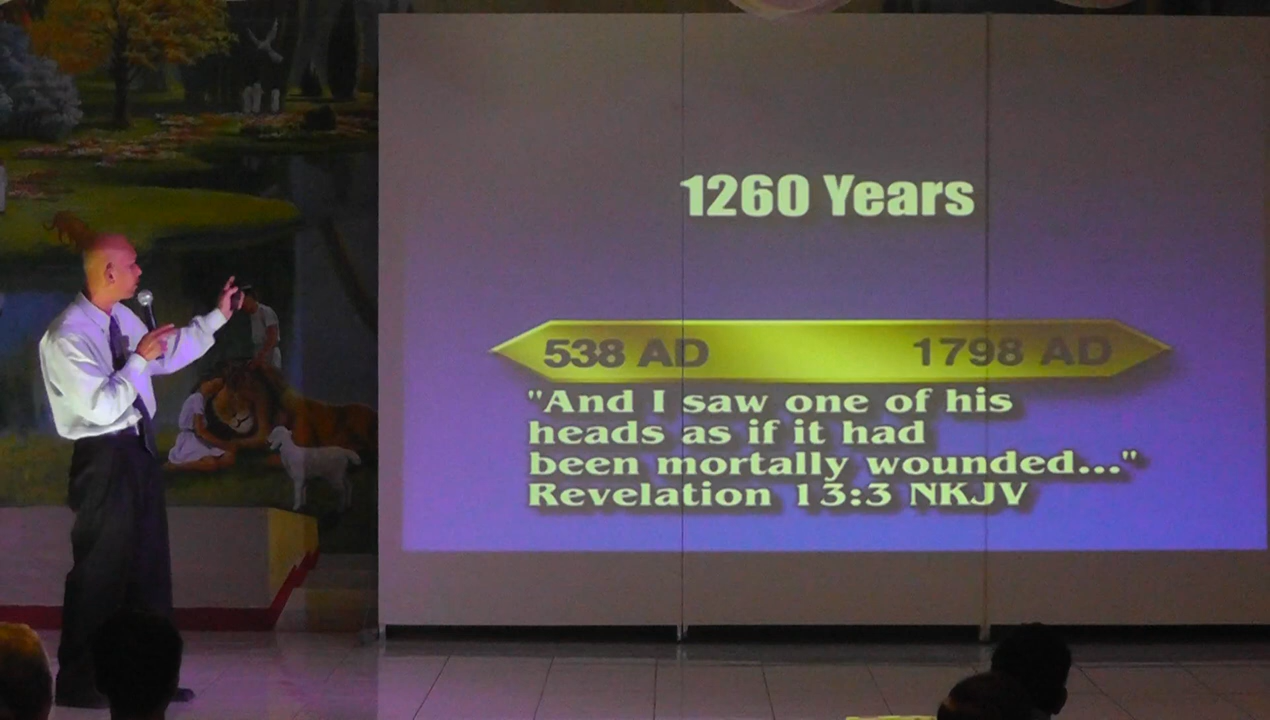 1260 Years
538 AD 1798 AD
"And I saw one of his
heads as if it had
been mortally wounded..."
Revelation 13:3 NKJV